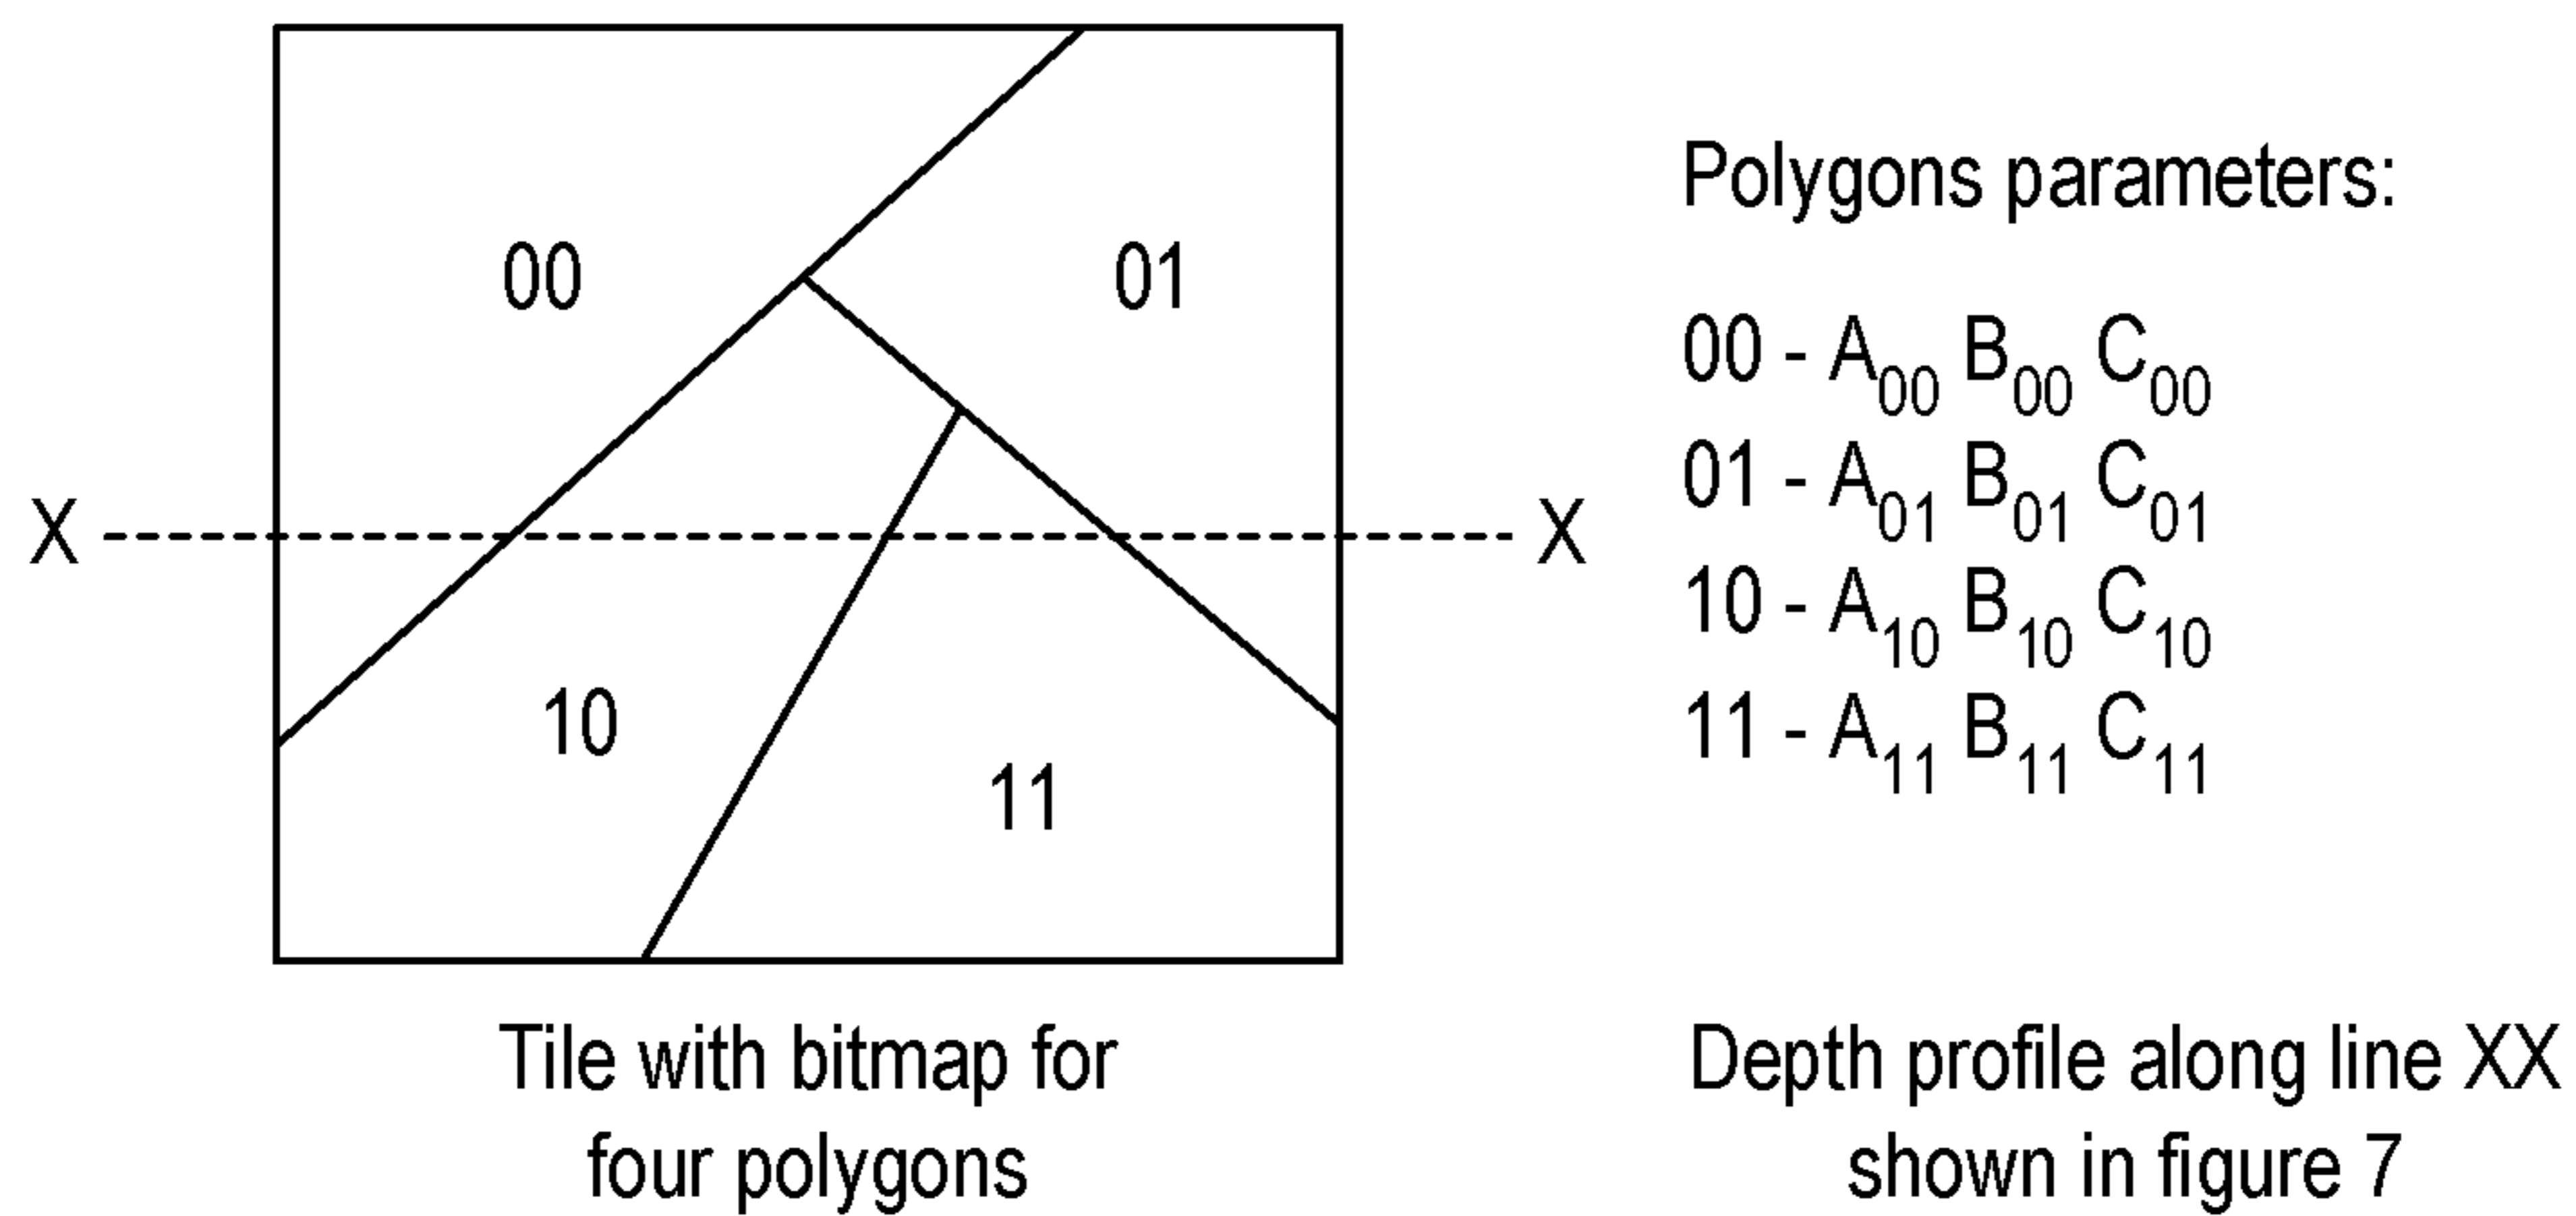 00
01
X
X
10
11
Tile with bitmap for
four polygons
Polygons parameters:
00 - A00 B00 C00
01 - A01 B01 C01
10 - A10 B10 C10
11 - A11 B11 C11
Depth profile along line XX
shown in figure 7